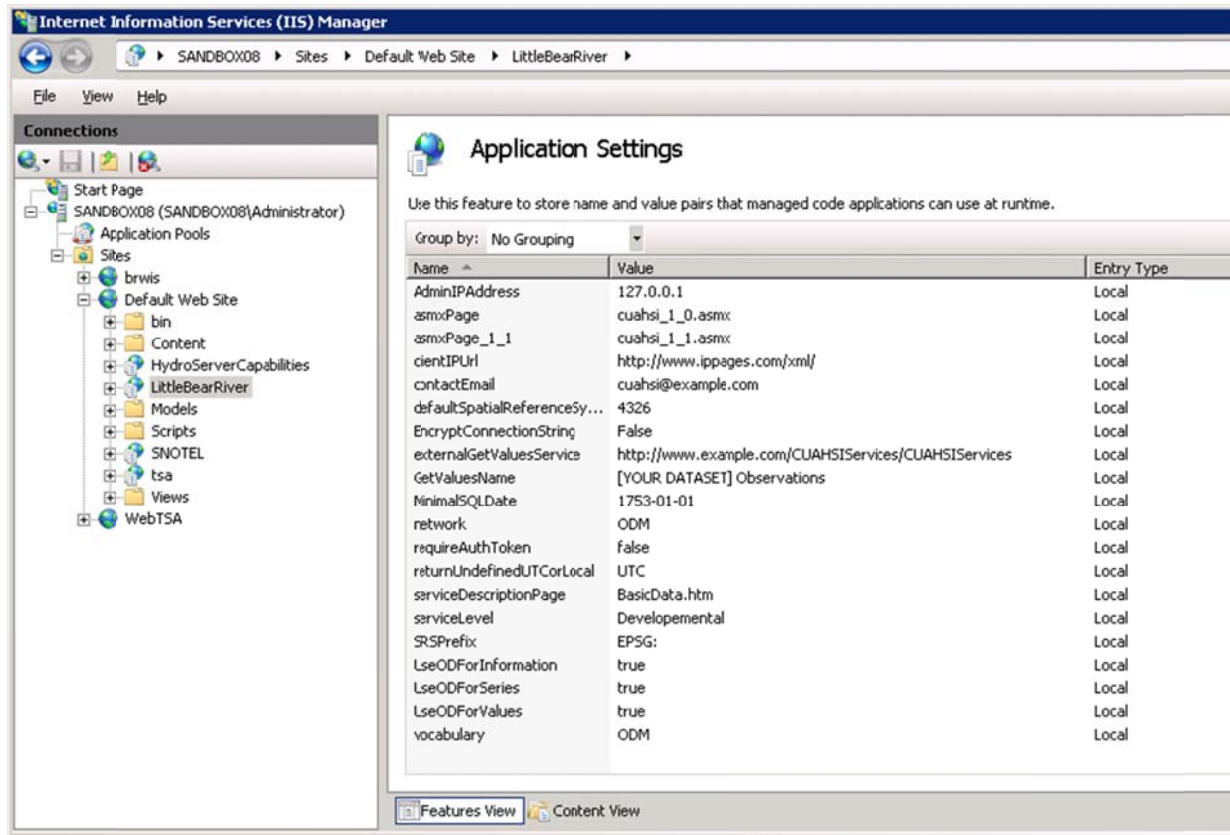 Internet Information Services (IIS) Manager
SANDBOX08 Sites Default Web Site LittleBearRiver
File View Help
Connections
Start Page
SANDBOX08 (SANDBOX08\Administrator)
Application Pools
Sites
brwis
Default Web Site
bin
Content
HydroServerCapabilities
LittleBearRiver
Models
Scripts
SNOTEL
tsa
Views
WebTSA
Application Settings
Use this feature to store name and value pairs that managed code applications can use at runtime.
Group by: No Grouping
Name Value Entry Type
AdminIPAddress 127.0.0.1 Local
asmxPage cuahsi_1_0.asmx Local
asmxPage_1_1 cuahsi_1_1.asmx Local
cientIPUrl http://www.ippages.com/xml/ Local
contactEmail cuahsi@example.com Local
defaultSpatialReferenceSy... 4326 Local
EncryptConnectionString False Local
externalGetValuesService http://www.example.com/CUAHSIServices/CUAHSIServices Local
GetValuesName [YOUR DATASET] Observations Local
MinimalSQLDate 1753-01-01 Local
network ODM Local
requireAuthToken false Local
returnUndefinedUTCorLocal UTC Local
serviceDescriptionPage BasicData.htm Local
serviceLevel Developemental Local
SRSPrefix EPSG: Local
UseODForInformation true Local
UseODForSeries true Local
UseODForValues true Local
vocabulary ODM Local
Features View Content View